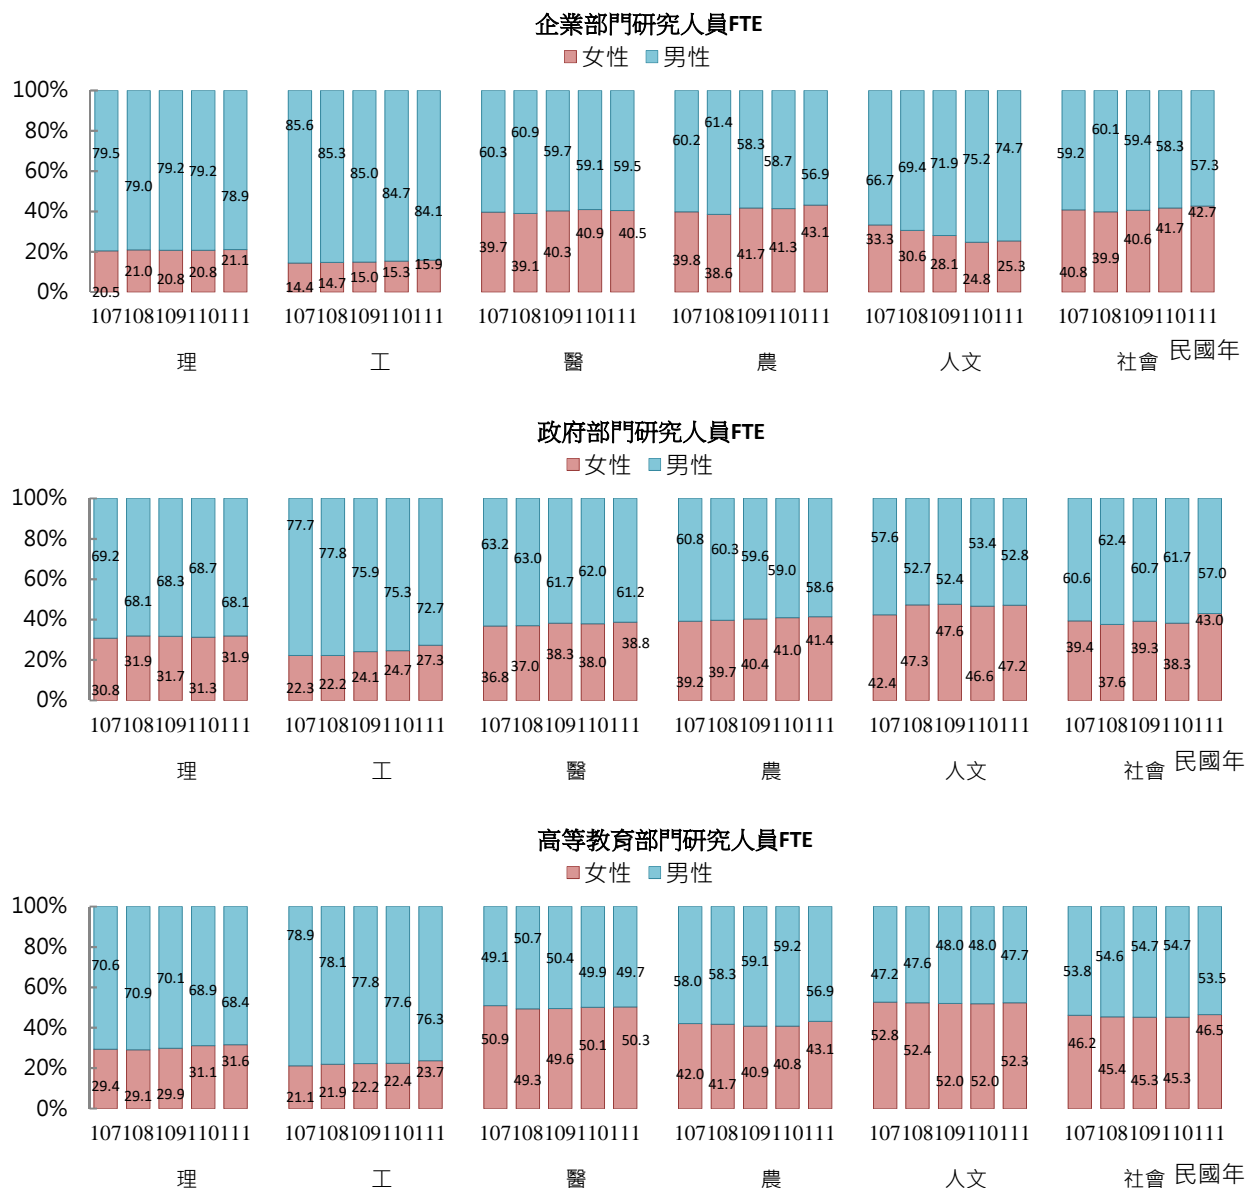 企業部門研究人員FTE
女性 男性
100%
80%
60%
40%
20%
0%
79.5 79.0 79.2 79.2 78.9
20.5 21.0 20.8 20.8 21.1
85.6 85.3 85.0 84.7 84.1
14.4 14.7 15.0 15.3 15.9
60.3 60.9 59.7 59.1 59.5
39.7 39.1 40.3 40.9 40.5
60.2 61.4 58.3 58.7 56.9
39.8 38.6 41.7 41.3 43.1
66.7 69.4 71.9 75.2 74.7
33.3 30.6 28.1 24.8 25.3
59.2 60.1 59.4 58.3 57.3
40.8 39.9 40.6 41.7 42.7
107108109110111 107108109110111 107108109110111 107108109110111 107108109110111 107108109110111
理 工 醫 農 人文 社會 民國年
政府部門研究人員FTE
女性 男性
100%
80%
60%
40%
20%
0%
69.2 68.1 68.3 68.7 68.1
30.8 31.9 31.7 31.3 31.9
77.7 77.8 75.9 75.3 72.7
22.3 22.2 24.1 24.7 27.3
63.2 63.0 61.7 62.0 61.2
36.8 37.0 38.3 38.0 38.8
60.8 60.3 59.6 59.0 58.6
39.2 39.7 40.4 41.0 41.4
57.6 52.7 52.4 53.4 52.8
42.4 47.3 47.6 46.6 47.2
60.6 62.4 60.7 61.7 57.0
39.4 37.6 39.3 38.3 43.0
107108109110111 107108109110111 107108109110111 107108109110111 107108109110111 107108109110111
理 工 醫 農 人文 社會 民國年
高等教育部門研究人員FTE
女性 男性
100%
80%
60%
40%
20%
0%
70.6 70.9 70.1 68.9 68.4
29.4 29.1 29.9 31.1 31.6
78.9 78.1 77.8 77.6 76.3
21.1 21.9 22.2 22.4 23.7
49.1 50.7 50.4 49.9 49.7
50.9 49.3 49.6 50.1 50.3
58.0 58.3 59.1 59.2 56.9
42.0 41.7 40.9 40.8 43.1
47.2 47.6 48.0 48.0 47.7
52.8 52.4 52.0 52.0 52.3
53.8 54.6 54.7 54.7 53.5
46.2 45.4 45.3 45.3 46.5
107108109110111 107108109110111 107108109110111 107108109110111 107108109110111 107108109110111
理 工 醫 農 人文 社會 民國年